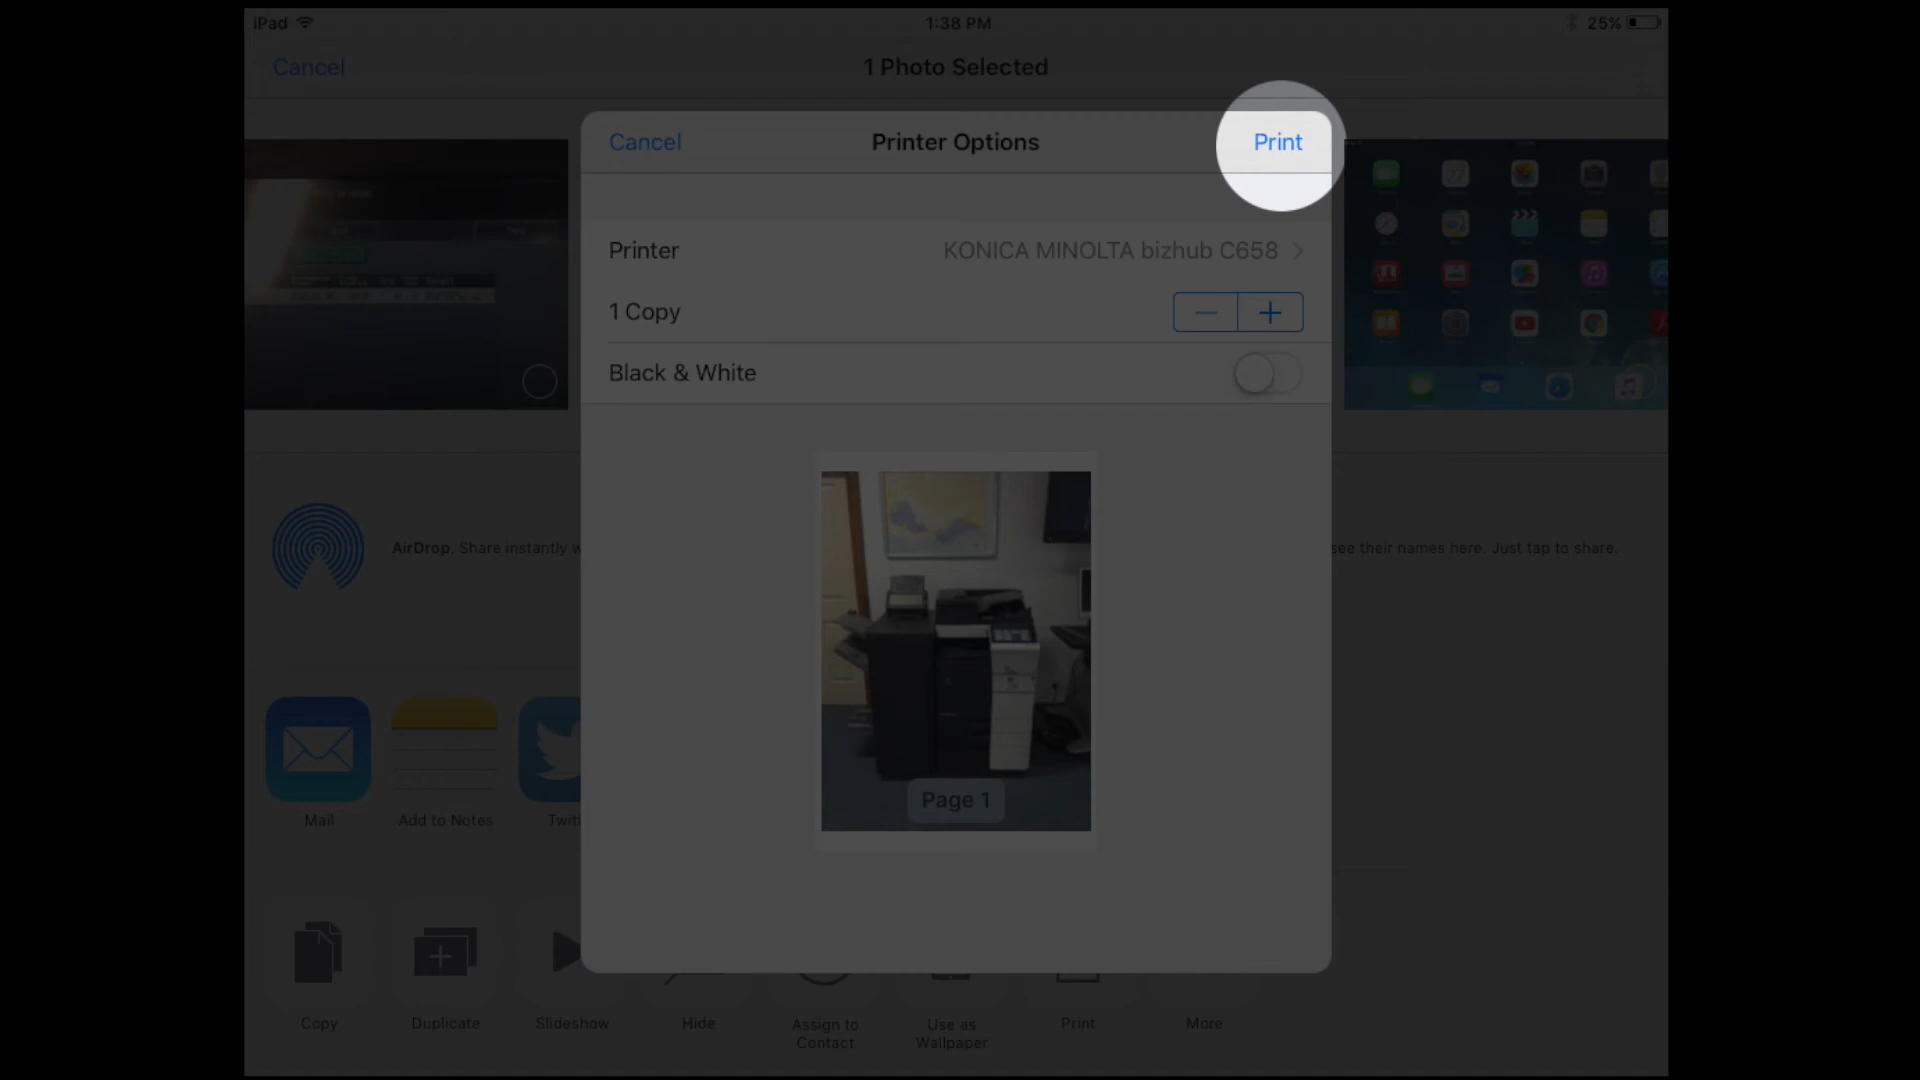 iPad 1:38 PM 25%
Cancel 1 Photo Selected
Cancel Printer Options Print
Printer KONICA MINOLTA bizhub C658
1 Copy
Black & White
AirDrop. Share instantly w
see their names here. Just tap to share.
Page 1
Mail Add to Notes Twit
Copy Duplicate Slideshow Hide Assign to Contact Use as Wallpaper Print More